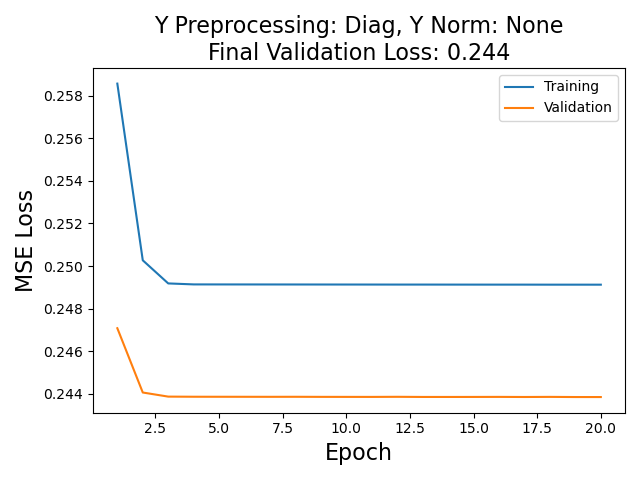 Y Preprocessing: Diag, Y Norm: None
Final Validation Loss: 0.244
Training
Validation
MSE Loss
0.258
0.256
0.254
0.252
0.250
0.248
0.246
0.244
2.5
5.0
7.5
10.0
12.5
15.0
17.5
20.0
Epoch